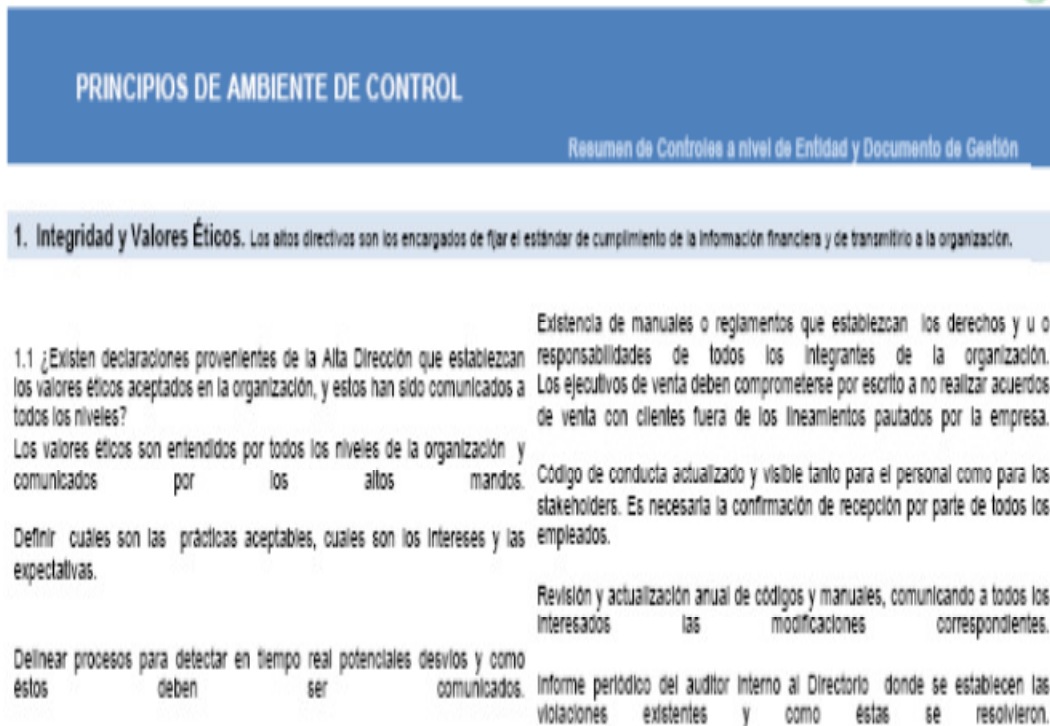 PRINCIPIOS DE AMBIENTE DE CONTROL
Resumen de Controles a nivel de Entidad y Documento de Gestión
1. Integridad y Valores Éticos. Los altos directivos son los encargados de fijar el estándar de cumplimiento de la información financiera y de transmitirlo a la organización.
1.1 ¿Existen declaraciones provenientes de la Alta Dirección que establezcan
los valores éticos aceptados en la organización, y estos han sido comunicados a
todos los niveles?
Los valores éticos son entendidos por todos los niveles de la organización y
comunicados por los altos mandos.
Definir cuáles son las prácticas aceptables, cuales son los intereses y las
expectativas.
Delinear procesos para detectar en tiempo real potenciales desvíos y como
éstos deben ser comunicados.
Existencia de manuales o reglamentos que establezcan los derechos y u o
responsabilidades de todos los integrantes de la organización.
Los ejecutivos de venta deben comprometerse por escrito a no realizar acuerdos
de venta con clientes fuera de los lineamientos pautados por la empresa.
Código de conducta actualizado y visible tanto para el personal como para los
stakeholders. Es necesaria la confirmación de recepción por parte de todos los
empleados.
Revisión y actualización anual de códigos y manuales, comunicando a todos los
interesados las modificaciones correspondientes.
Informe periódico del auditor interno al Directorio donde se establecen las
violaciones existentes y como éstas se resolvieron.